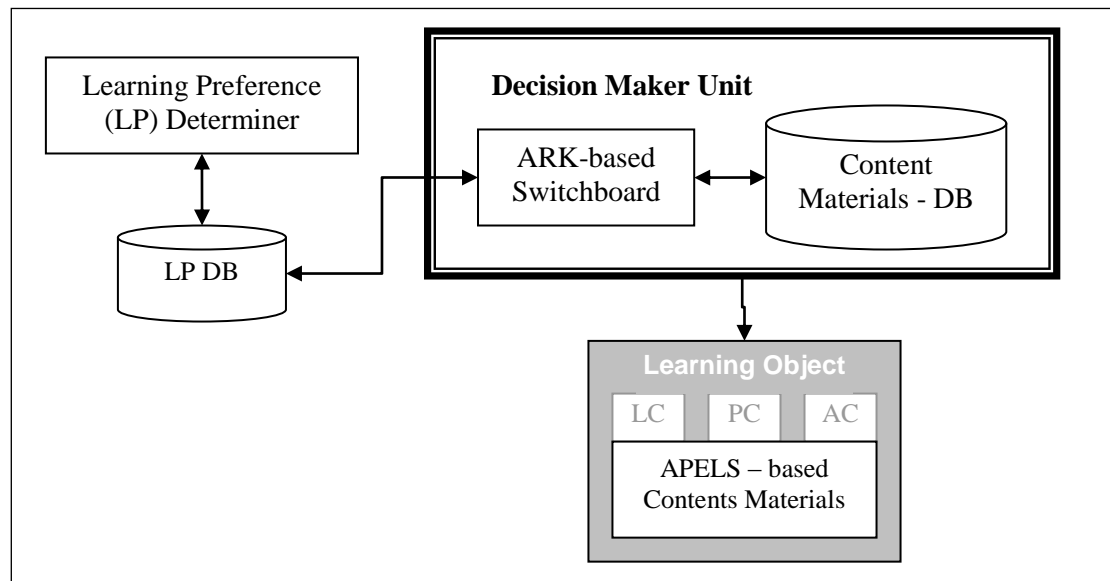 Learning Preference
(LP) Determiner
LP DB
Decision Maker Unit
ARK-based
Switchboard
Content
Materials - DB
Learning Object
LC
PC
AC
APELS – based
Contents Materials